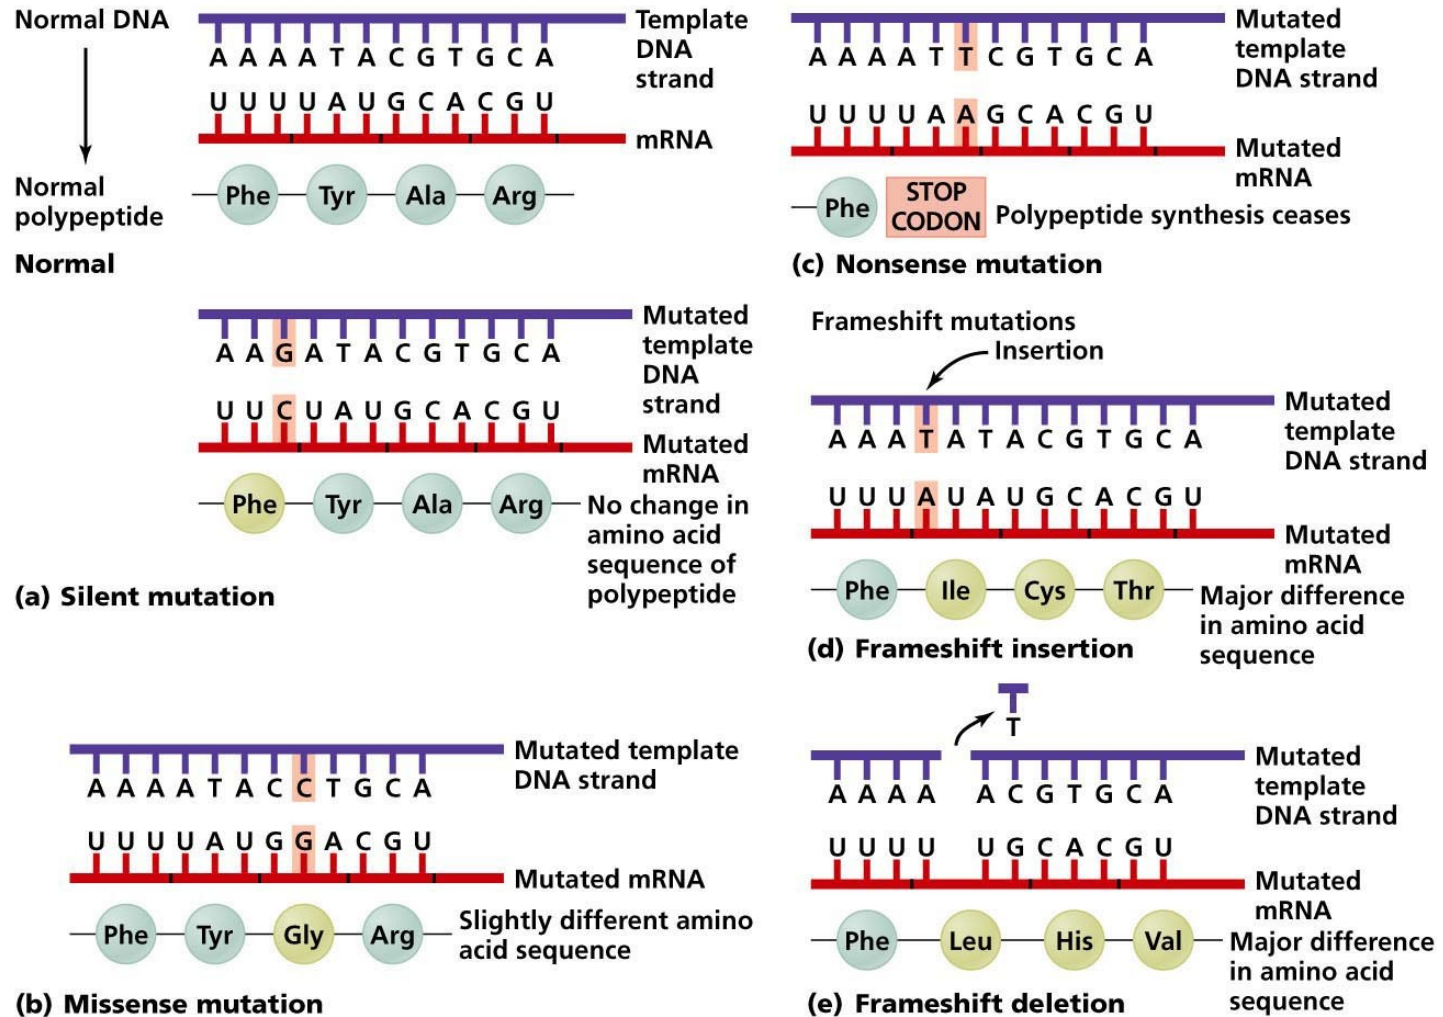 Normal DNA
Template
DNA
strand
A A A A T A C G T G C A
U U U U A U G C A C G U
mRNA
Normal
polypeptide
Phe Tyr Ala Arg
Normal
Mutated
template
DNA
strand
A A G A T A C G T G C A
U U C U A U G C A C G U
Mutated
mRNA
Phe Tyr Ala Arg
No change in
amino acid
sequence of
polypeptide
(a) Silent mutation
Mutated template
DNA strand
A A A A T A C C T G C A
U U U U A U G G A C G U
Mutated mRNA
Phe Tyr Gly Arg
Slightly different amino
acid sequence
(b) Missense mutation
Mutated
template
DNA strand
A A A A T T C G T G C A
U U U U A A G C A C G U
Mutated
mRNA
Phe
STOP
CODON
Polypeptide synthesis ceases
(c) Nonsense mutation
Frameshift mutations
Insertion
Mutated
template
DNA strand
A A A T A T A C G T G C A
U U U A U A U G C A C G U
Mutated
mRNA
Phe Ile Cys Thr
Major difference
in amino acid
sequence
(d) Frameshift insertion
T
Mutated
template
DNA strand
A A A A A C G T G C A
U U U U U G C A C G U
Mutated
mRNA
Phe Leu His Val
Major difference
in amino acid
sequence
(e) Frameshift deletion